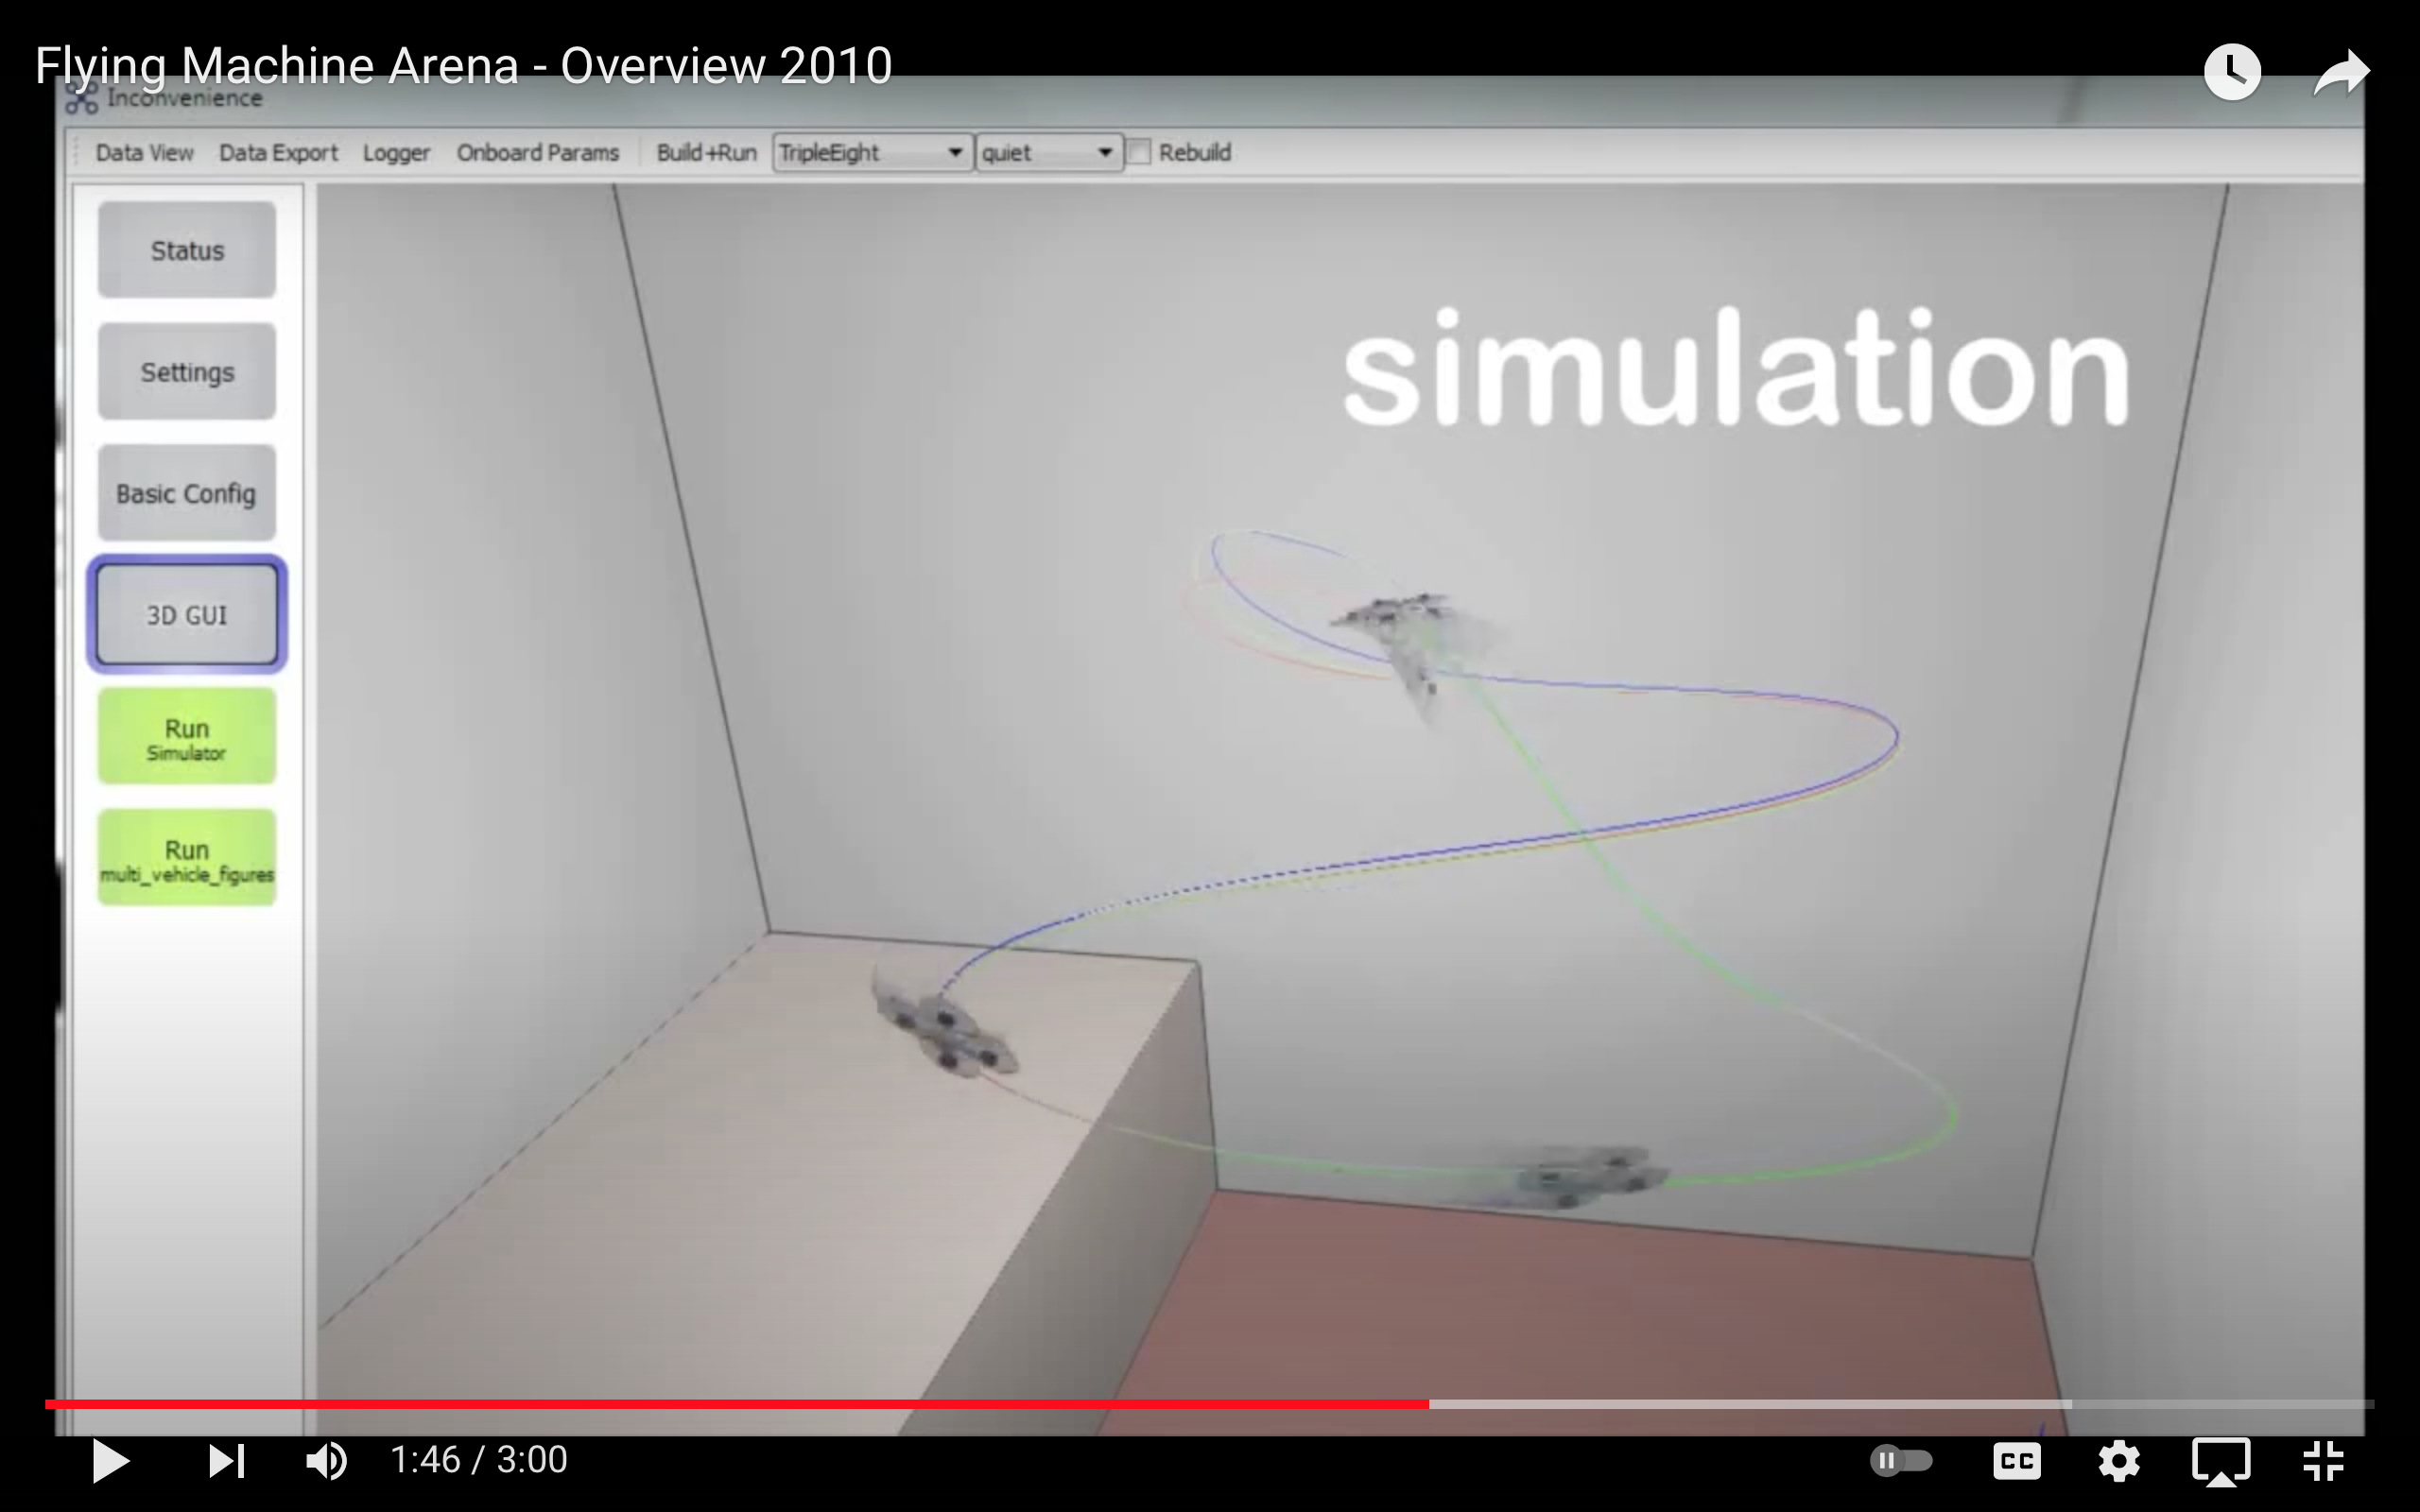 Flying Machine Arena - Overview 2010
Inconvenience
Data View Data Export Logger Onboard Params Build+Run TripleEight quiet Rebuild
Status
Settings
Basic Config
3D GUI
Run
Simulator
Run
multi_vehicle_figures
simulation
1:46 / 3:00
CC